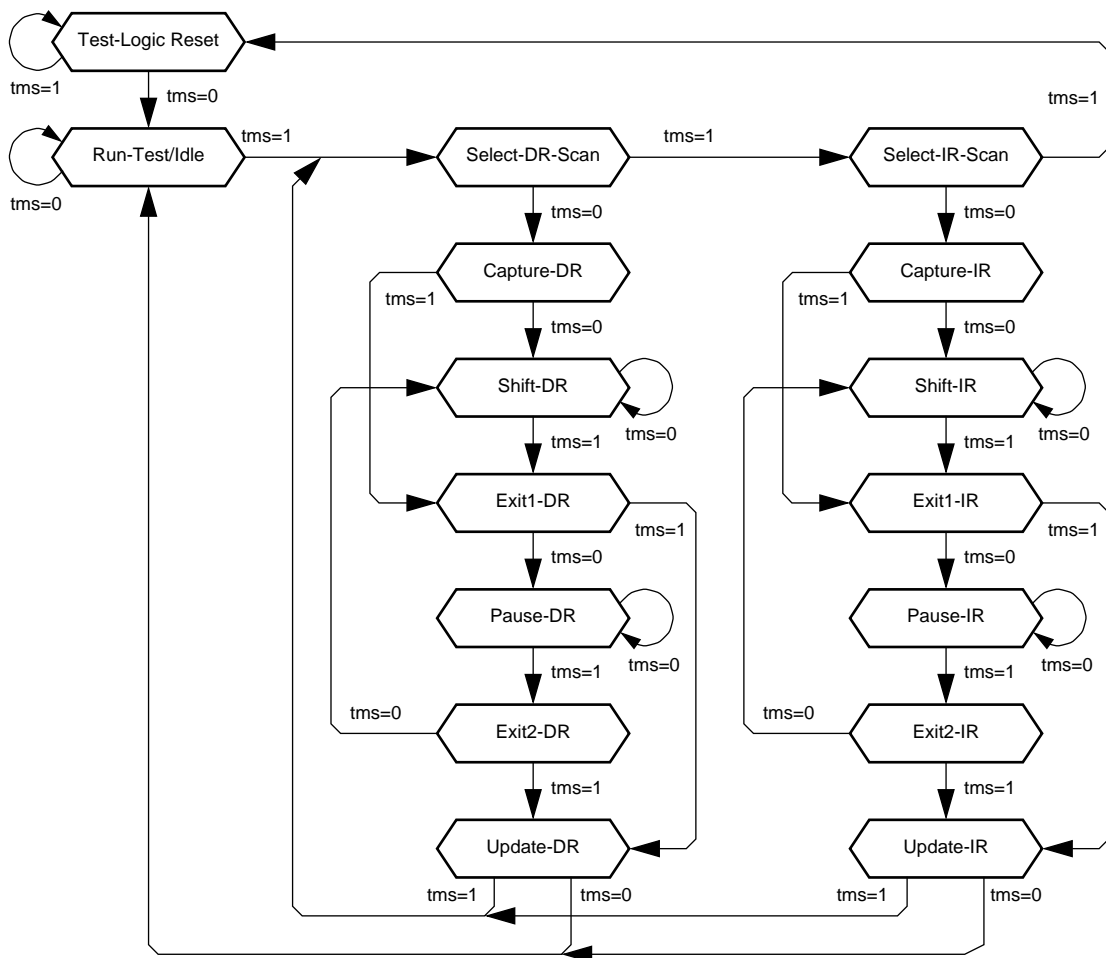 Test-Logic Reset
tms=1
tms=0
tms=1
Run-Test/Idle
tms=1
Select-DR-Scan
tms=1
Select-IR-Scan
tms=0
tms=0
tms=0
Capture-DR
Capture-IR
tms=1
tms=1
tms=0
tms=0
Shift-DR
Shift-IR
tms=0
tms=0
tms=1
tms=1
Exit1-DR
Exit1-IR
tms=1
tms=1
tms=0
tms=0
Pause-DR
Pause-IR
tms=0
tms=0
tms=1
tms=1
tms=0
tms=0
Exit2-DR
Exit2-IR
tms=1
tms=1
Update-DR
Update-IR
tms=1
tms=0
tms=1
tms=0